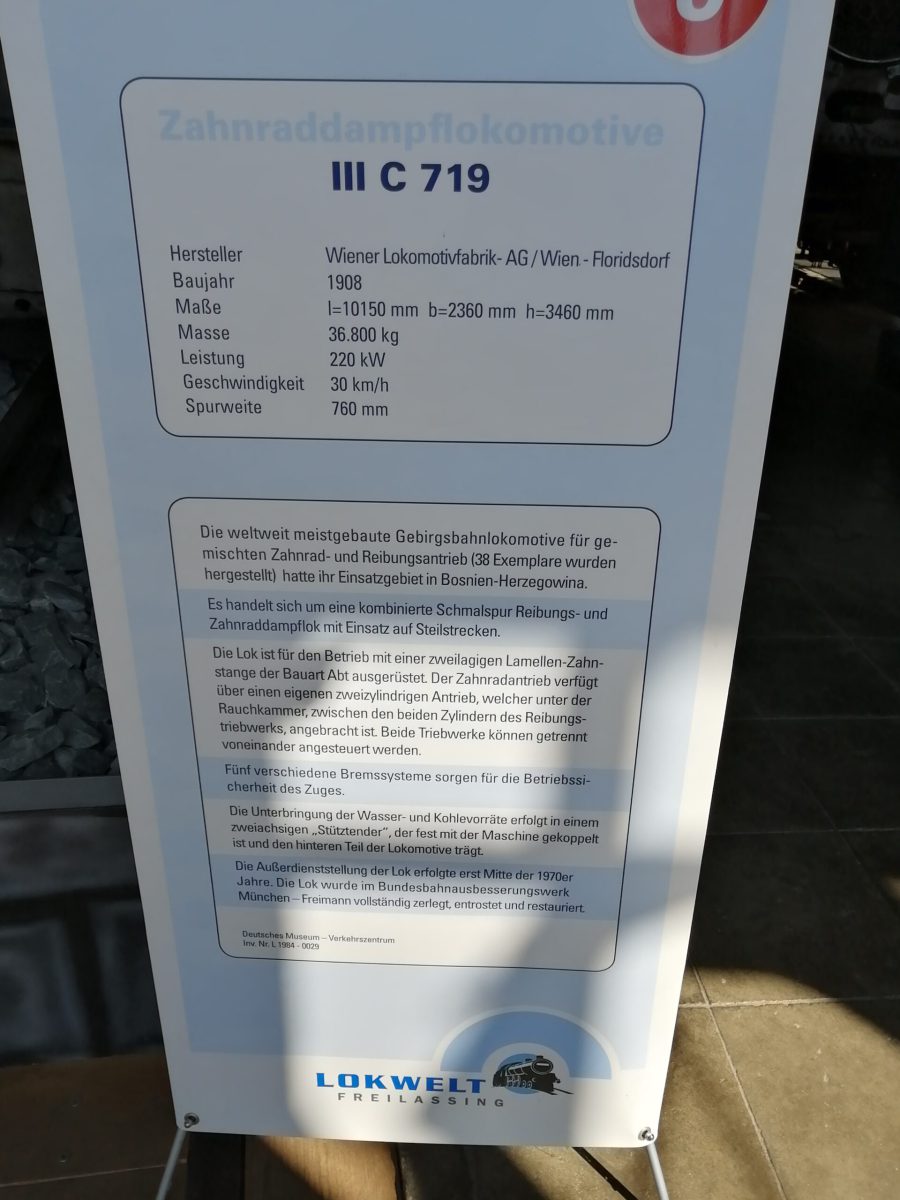 Zahnraddampflokomotive
III C 719
Hersteller Wiener Lokomotivfabrik- AG / Wien - Floridsdorf
Baujahr 1908
Maße l=10150 mm b=2360 mm h=3460 mm
Masse 36.800 kg
Leistung 220 kW
Geschwindigkeit 30 km/h
Spurweite 760 mm
Die weltweit meistgebaute Gebirgsbahnlokomotive für ge-
mischten Zahnrad- und Reibungsantrieb (38 Exemplare wurden
hergestellt) hatte ihr Einsatzgebiet in Bosnien-Herzegowina.
Es handelt sich um eine kombinierte Schmalspur Reibungs- und
Zahnraddampflok mit Einsatz auf Steilstrecken.
Die Lok ist für den Betrieb mit einer zweilagigen Lamellen-Zahn-
stange der Bauart Abt ausgerüstet. Der Zahnradantrieb verfügt
über einen eigenen zweizylindrigen Antrieb, welcher unter der
Rauchkammer, zwischen den beiden Zylindern des Reibungs-
triebwerks, angebracht ist. Beide Triebwerke können getrennt
voneinander angesteuert werden.
Fünf verschiedene Bremssysteme sorgen für die Betriebssi-
cherheit des Zuges.
Die Unterbringung der Wasser- und Kohlevorräte erfolgt in einem
zweiachsigen „Stütztender", der fest mit der Maschine gekoppelt
ist und den hinteren Teil der Lokomotive trägt.
Die Außerdienststellung der Lok erfolgte erst Mitte der 1970er
Jahre. Die Lok wurde im Bundesbahnausbesserungswerk
München – Freimann vollständig zerlegt, entrostet und restauriert.
Deutsches Museum – Verkehrszentrum
Inv. Nr. L 1984 - 0029
LOKWELT
FREILASSING